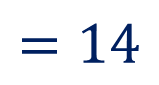 = 14